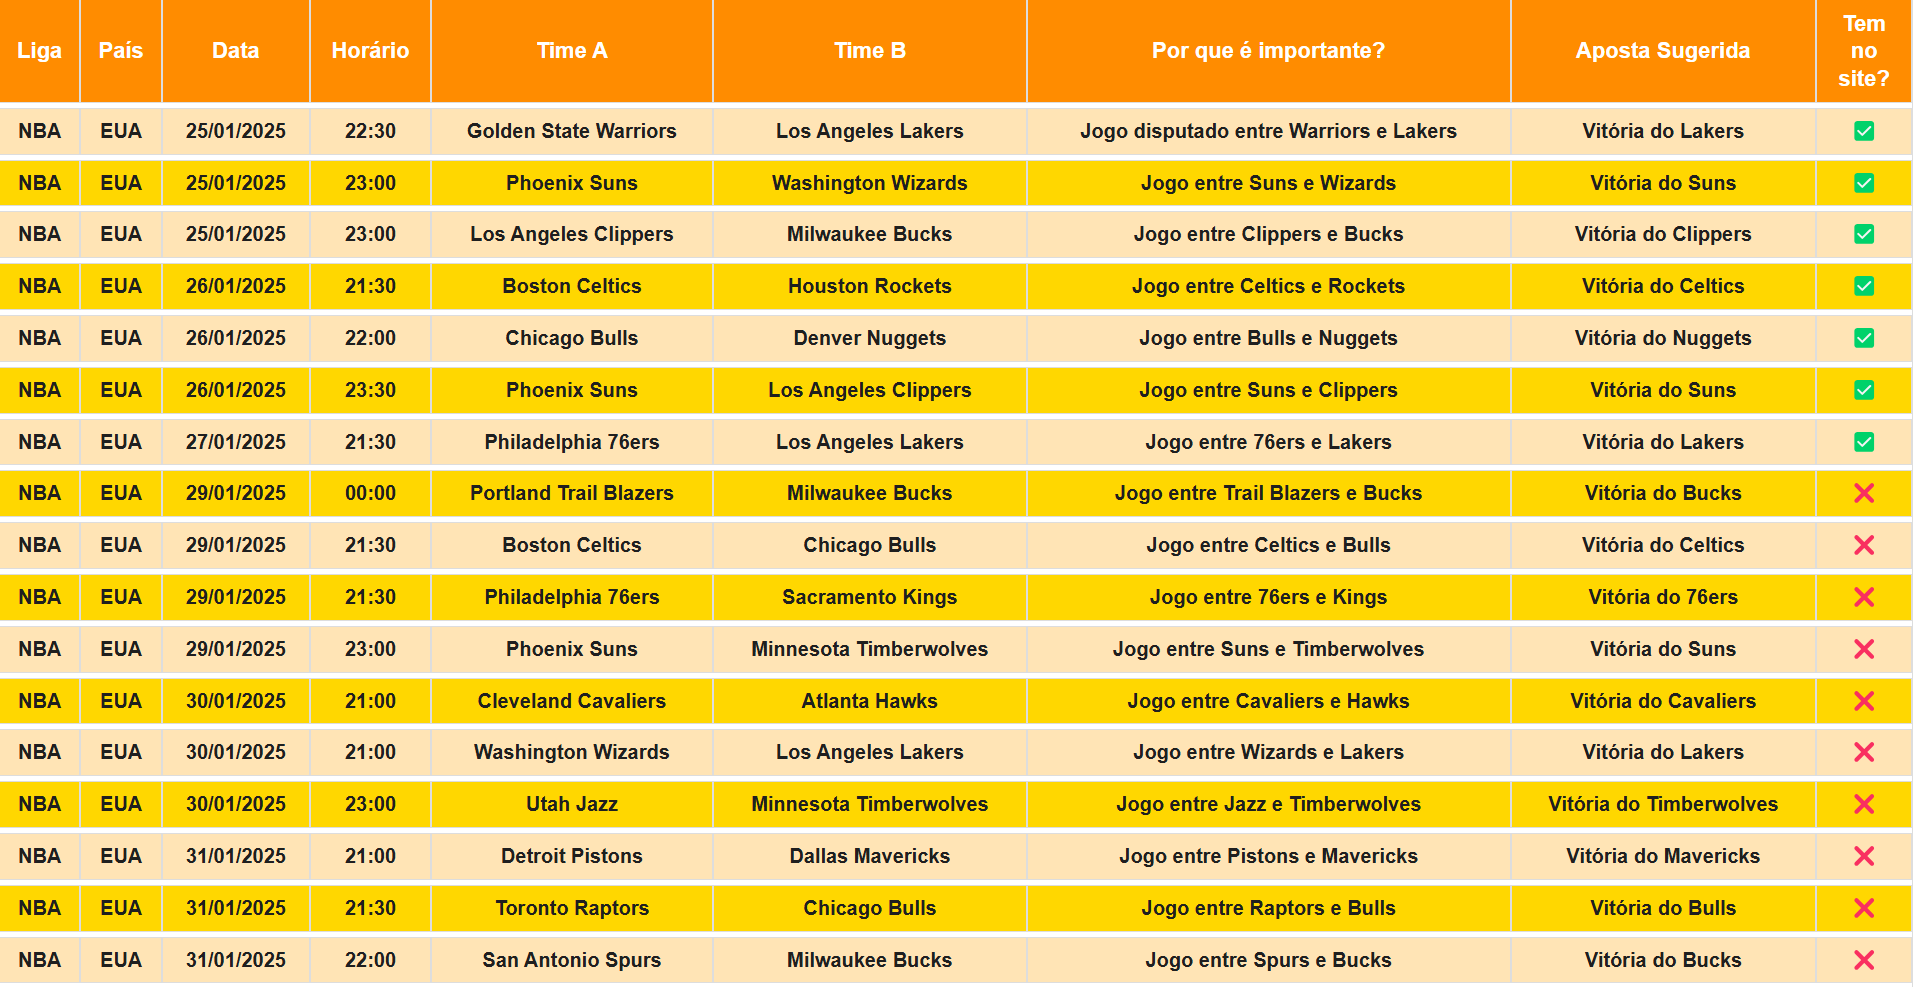 Liga País Data Horário Time A Time B Por que é importante? Aposta Sugerida Tem no site?
NBA EUA 25/01/2025 22:30 Golden State Warriors Los Angeles Lakers Jogo disputado entre Warriors e Lakers Vitória do Lakers ✅
NBA EUA 25/01/2025 23:00 Phoenix Suns Washington Wizards Jogo entre Suns e Wizards Vitória do Suns ✅
NBA EUA 25/01/2025 23:00 Los Angeles Clippers Milwaukee Bucks Jogo entre Clippers e Bucks Vitória do Clippers ✅
NBA EUA 26/01/2025 21:30 Boston Celtics Houston Rockets Jogo entre Celtics e Rockets Vitória do Celtics ✅
NBA EUA 26/01/2025 22:00 Chicago Bulls Denver Nuggets Jogo entre Bulls e Nuggets Vitória do Nuggets ✅
NBA EUA 26/01/2025 23:30 Phoenix Suns Los Angeles Clippers Jogo entre Suns e Clippers Vitória do Suns ✅
NBA EUA 27/01/2025 21:30 Philadelphia 76ers Los Angeles Lakers Jogo entre 76ers e Lakers Vitória do Lakers ✅
NBA EUA 29/01/2025 00:00 Portland Trail Blazers Milwaukee Bucks Jogo entre Trail Blazers e Bucks Vitória do Bucks ❌
NBA EUA 29/01/2025 21:30 Boston Celtics Chicago Bulls Jogo entre Celtics e Bulls Vitória do Celtics ❌
NBA EUA 29/01/2025 21:30 Philadelphia 76ers Sacramento Kings Jogo entre 76ers e Kings Vitória do 76ers ❌
NBA EUA 29/01/2025 23:00 Phoenix Suns Minnesota Timberwolves Jogo entre Suns e Timberwolves Vitória do Suns ❌
NBA EUA 30/01/2025 21:00 Cleveland Cavaliers Atlanta Hawks Jogo entre Cavaliers e Hawks Vitória do Cavaliers ❌
NBA EUA 30/01/2025 21:00 Washington Wizards Los Angeles Lakers Jogo entre Wizards e Lakers Vitória do Lakers ❌
NBA EUA 30/01/2025 23:00 Utah Jazz Minnesota Timberwolves Jogo entre Jazz e Timberwolves Vitória do Timberwolves ❌
NBA EUA 31/01/2025 21:00 Detroit Pistons Dallas Mavericks Jogo entre Pistons e Mavericks Vitória do Mavericks ❌
NBA EUA 31/01/2025 21:30 Toronto Raptors Chicago Bulls Jogo entre Raptors e Bulls Vitória do Bulls ❌
NBA EUA 31/01/2025 22:00 San Antonio Spurs Milwaukee Bucks Jogo entre Spurs e Bucks Vitória do Bucks ❌